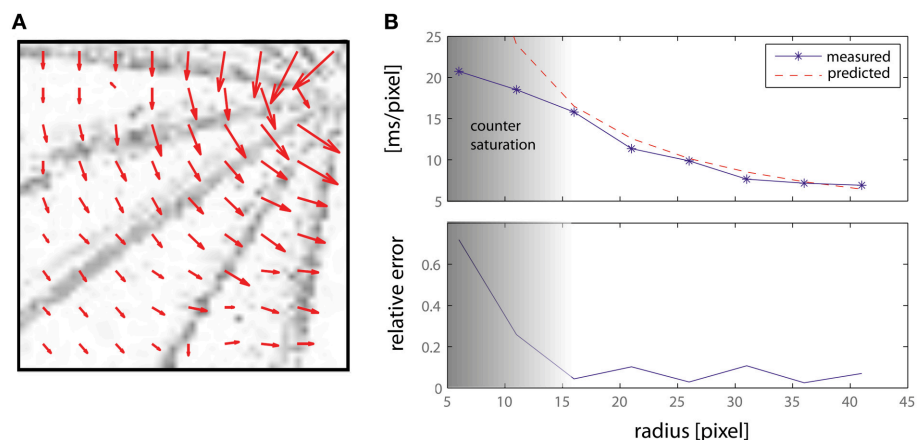 A
B
[ms/pixel]
25
20
15
10
5
counter
saturation
measured
predicted
relative error
0.6
0.4
0.2
0
5
10
15
20
25
30
35
40
45
radius [pixel]